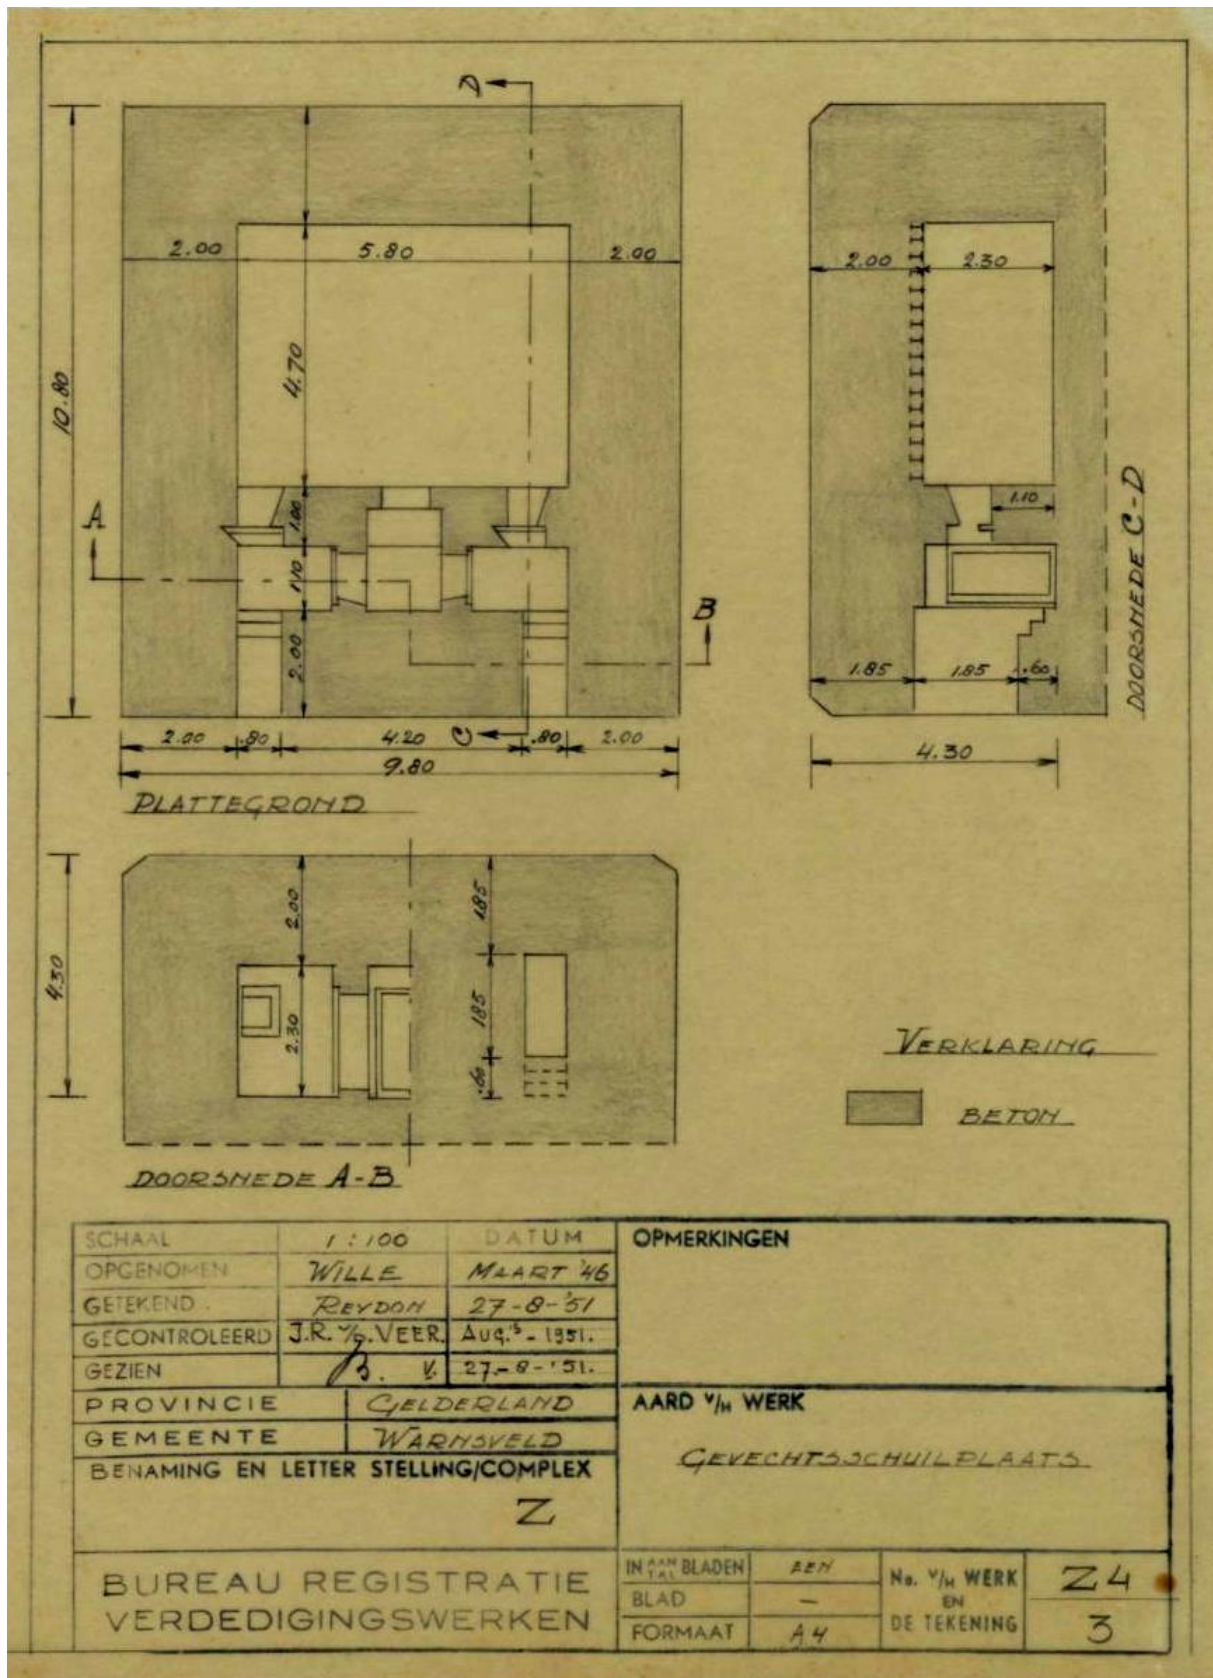 D
2.00 5.80 2.00
10.80
4.70
A
1.00
1.10
2.00
B
2.00 .80 4.20 C .80 2.00
9.80
PLATTEGROND
2.00 2.30
1.10
1.85 1.85 .60
4.30
DOORSNEDE C-D
4.30
2.00
2.30
1.85
1.85
.60
DOORSNEDE A-B
VERKLARING
BETON
SCHAAL 1:100 DATUM
OPGENOMEN WILLE MAART '46
GETEKEND. REYDON 27-8-'51
GECONTROLEERD J.R. v/d. VEER. AUG.'S - 1951.
GEZIEN B. V. 27.-8-'51.
PROVINCIE GELDERLAND
GEMEENTE WARNSVELD
BENAMING EN LETTER STELLING/COMPLEX
Z
BUREAU REGISTRATIE
VERDEDIGINGSWERKEN
OPMERKINGEN
AARD V/H WERK
GEVECHTSSCHUILPLAATS
IN AANTAL BLADEN EEN
BLAD —
FORMAAT A4
No. V/H WERK
EN
DE TEKENING
Z4
3